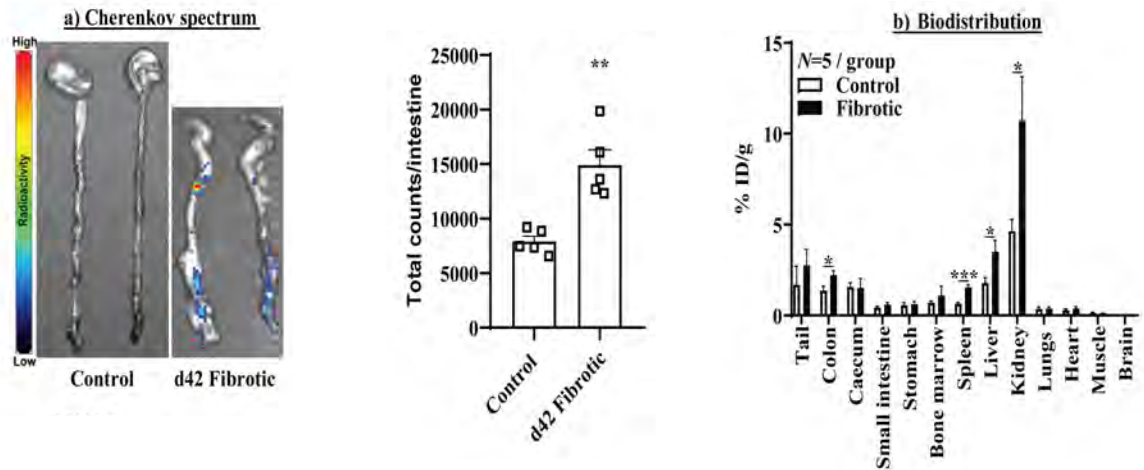 a) Cherenkov spectrum
High
Radioactivity
Low
Control
d42 Fibrotic
Total counts/intestine
25000
20000
15000
10000
5000
0
**
Control
d42 Fibrotic
b) Biodistribution
% ID/g
15
10
5
0
N=5 / group
Control
Fibrotic
*
*
***
*
Tail
Colon
Caecum
Small intestine
Stomach
Bone marrow
Spleen
Liver
Kidney
Lungs
Heart
Muscle
Brain